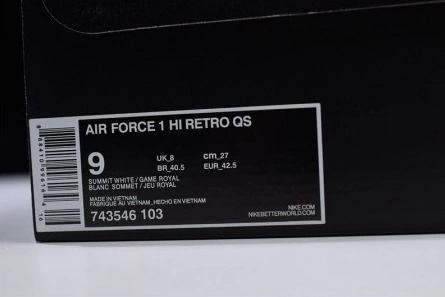 AIR FORCE 1 HI RETRO QS
9
UK_8 cm_27
BR_40.5 EUR_42.5
SUMMIT WHITE / GAME ROYAL
BLANC SOMMET / JEU ROYAL
MADE IN VIETNAM
FABRIQUE AU VIETNAM_HECHO EN VIETNAM
743546 103
NIKE.COM
NIKEBETTERWORLD.COM